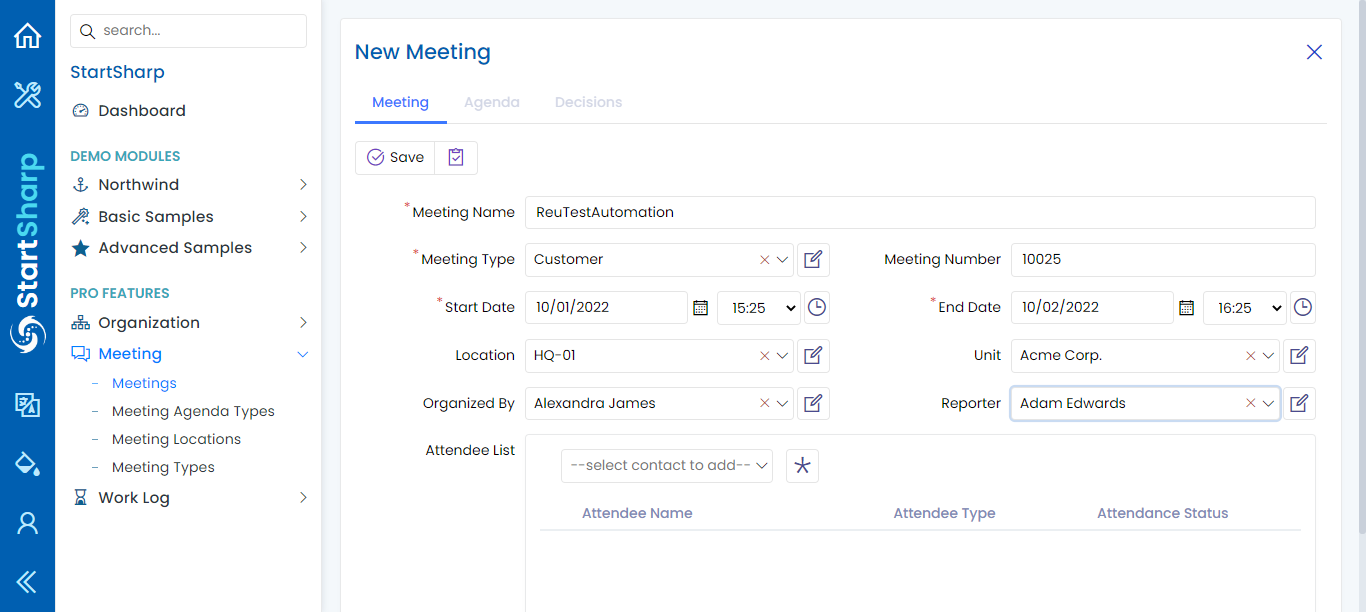 search...
StartSharp
Dashboard
DEMO MODULES
Northwind
Basic Samples
Advanced Samples
PRO FEATURES
Organization
Meeting
- Meetings
- Meeting Agenda Types
- Meeting Locations
- Meeting Types
Work Log
StartSharp
New Meeting
Meeting Agenda Decisions
Save
*Meeting Name ReuTestAutomation
*Meeting Type Customer Meeting Number 10025
*Start Date 10/01/2022 15:25 *End Date 10/02/2022 16:25
Location HQ-01 Unit Acme Corp.
Organized By Alexandra James Reporter Adam Edwards
Attendee List --select contact to add--
Attendee Name Attendee Type Attendance Status